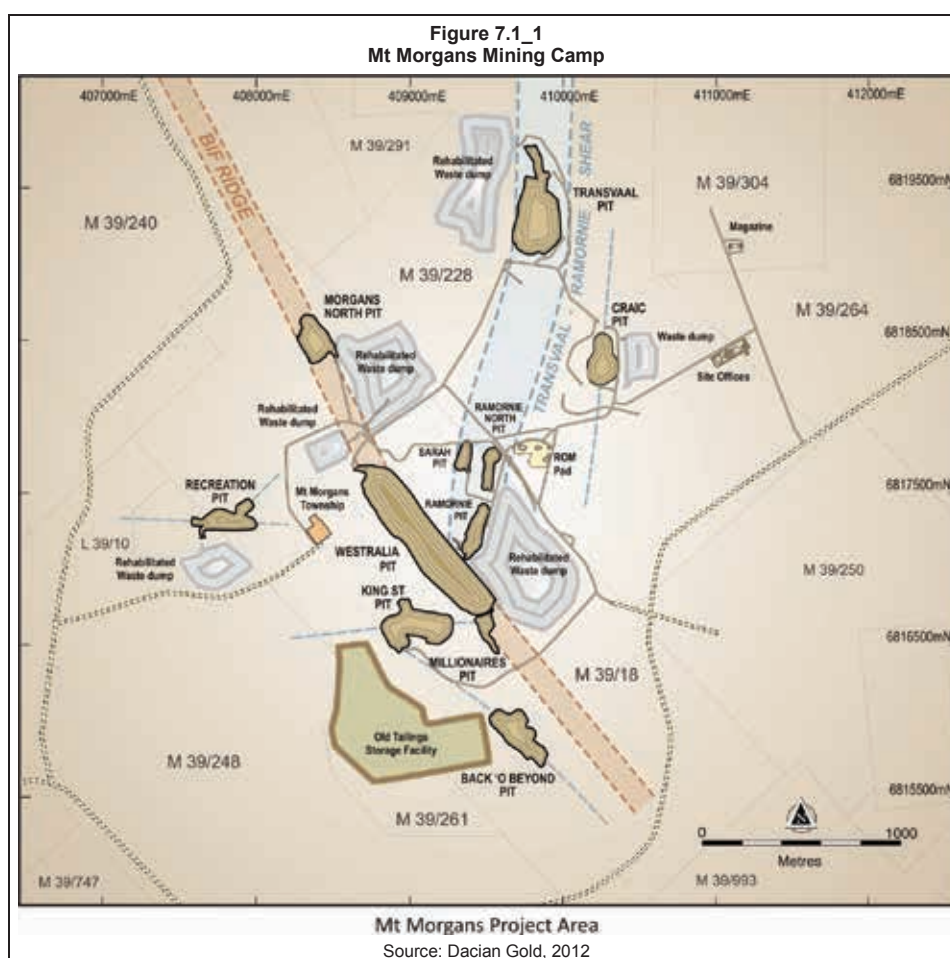 Figure 7.1_1
Mt Morgans Mining Camp
407000mE
408000mE
409000mE
410000mE
411000mE
412000mE
BIF RIDGE
M 39/291
Rehabilitated
Waste dump
TRANSVAAL - RAMORNIE SHEAR
TRANSVAAL
PIT
M 39/304
6819500mN
M 39/240
Magazine
M 39/228
MORGANS
NORTH PIT
CRAIC
PIT
M 39/264
Waste dump
6818500mN
Rehabilitated
Waste dump
Site Offices
Rehabilitated
Waste dump
RAMORNIE
NORTH
PIT
SARAH
PIT
ROM
Pad
RECREATION
PIT
Mt Morgans
Township
6817500mN
RAMORNIE
PIT
L 39/10
Rehabilitated
Waste dump
WESTRALIA
PIT
Rehabilitated
Waste dump
M 39/250
KING ST
PIT
6816500mN
MILLIONAIRES
PIT
M 39/18
Old Tailings
Storage Facility
M 39/248
BACK 'O BEYOND
PIT
6815500mN
M 39/261
N
0
1000
Metres
M 39/747
M 39/993
Mt Morgans Project Area
Source: Dacian Gold, 2012